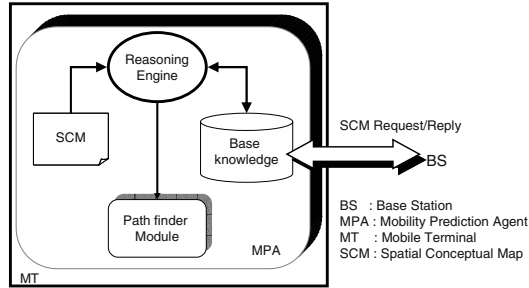 Reasoning
Engine
SCM
Base
knowledge
SCM Request/Reply
BS
Path finder
Module
MPA
MT
BS : Base Station
MPA : Mobility Prediction Agent
MT : Mobile Terminal
SCM : Spatial Conceptual Map